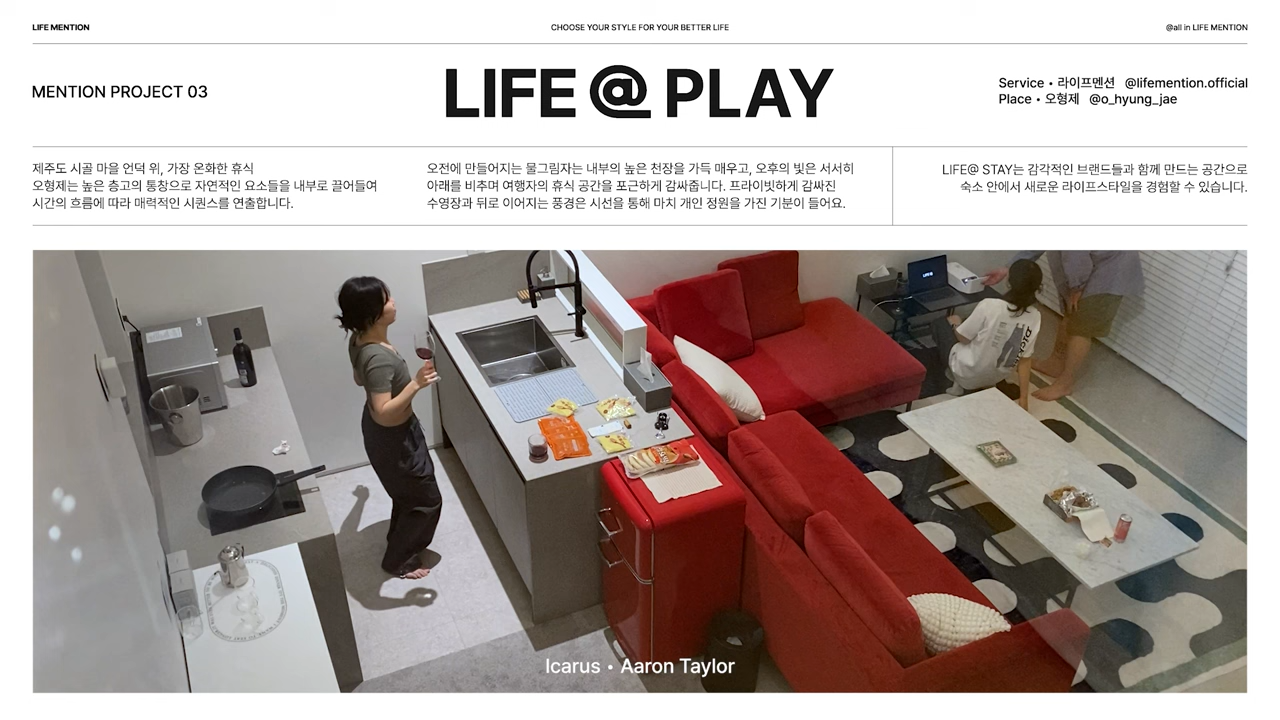 LIFE MENTION
CHOOSE YOUR STYLE FOR YOUR BETTER LIFE
@all in LIFE MENTION
MENTION PROJECT 03
LIFE @ PLAY
Service • 라이프멘션 @lifemention.official
Place • 오형제 @o_hyung_jae
제주도 시골 마을 언덕 위, 가장 온화한 휴식
오형제는 높은 층고의 통창으로 자연적인 요소들을 내부로 끌어들여
시간의 흐름에 따라 매력적인 시퀀스를 연출합니다.
오전에 만들어지는 물그림자는 내부의 높은 천장을 가득 매우고, 오후의 빛은 서서히
아래를 비추며 여행자의 휴식 공간을 포근하게 감싸줍니다. 프라이빗하게 감싸진
수영장과 뒤로 이어지는 풍경은 시선을 통해 마치 개인 정원을 가진 기분이 들어요.
LIFE@ STAY는 감각적인 브랜드들과 함께 만드는 공간으로
숙소 안에서 새로운 라이프스타일을 경험할 수 있습니다.
Icarus • Aaron Taylor